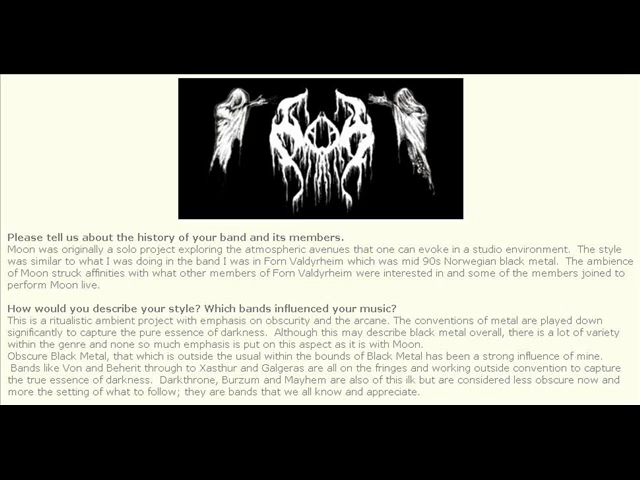 Please tell us about the history of your band and its members.
Moon was originally a solo project exploring the atmospheric avenues that one can evoke in a studio environment.  The style
was similar to what I was doing in the band I was in Forn Valdyrheim which was mid 90s Norwegian black metal.  The ambience
of Moon struck affinities with what other members of Forn Valdyrheim were interested in and some of the members joined to
perform Moon live.
How would you describe your style? Which bands influenced your music?
This is a ritualistic ambient project with emphasis on obscurity and the arcane. The conventions of metal are played down
significantly to capture the pure essence of darkness.  Although this may describe black metal overall, there is a lot of variety
within the genre and none so much emphasis is put on this aspect as it is with Moon.
Obscure Black Metal, that which is outside the usual within the bounds of Black Metal has been a strong influence of mine.
Bands like Von and Beherit through to Xasthur and Galgeras are all on the fringes and working outside convention to capture
the true essence of darkness.  Darkthrone, Burzum and Mayhem are also of this ilk but are considered less obscure now and
more the setting of what to follow; they are bands that we all know and appreciate.